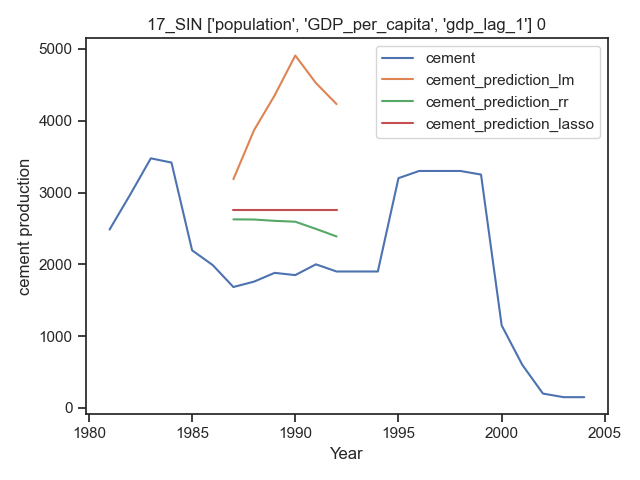 17_SIN ['population', 'GDP_per_capita', 'gdp_lag_1'] 0
cement
cement_prediction_lm
cement_prediction_rr
cement_prediction_lasso
cement production
5000
4000
3000
2000
1000
0
1980 1985 1990 1995 2000 2005
Year